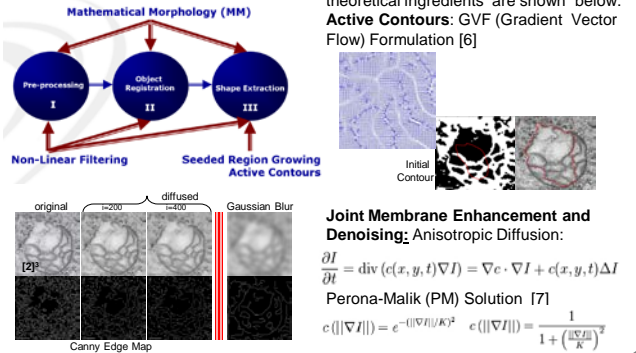 Mathematical Morphology (MM)
Pre-processing
I
Object
Registration
II
Shape Extraction
III
Non-Linear Filtering
Seeded Region Growing
Active Contours
original
diffused
t=200
t=400
Gaussian Blur
[2]³
Canny Edge Map
theoretical ingredients are shown below:
Active Contours: GVF (Gradient Vector
Flow) Formulation [6]
Initial
Contour
Joint Membrane Enhancement and
Denoising: Anisotropic Diffusion:
∂I/∂t = div (c(x, y, t)∇I) = ∇c · ∇I + c(x, y, t)ΔI
Perona-Malik (PM) Solution [7]
c (||∇I||) = e^{-(||∇I||/K)^2} c (||∇I||) = 1/(1 + (||∇I||/K)^2)